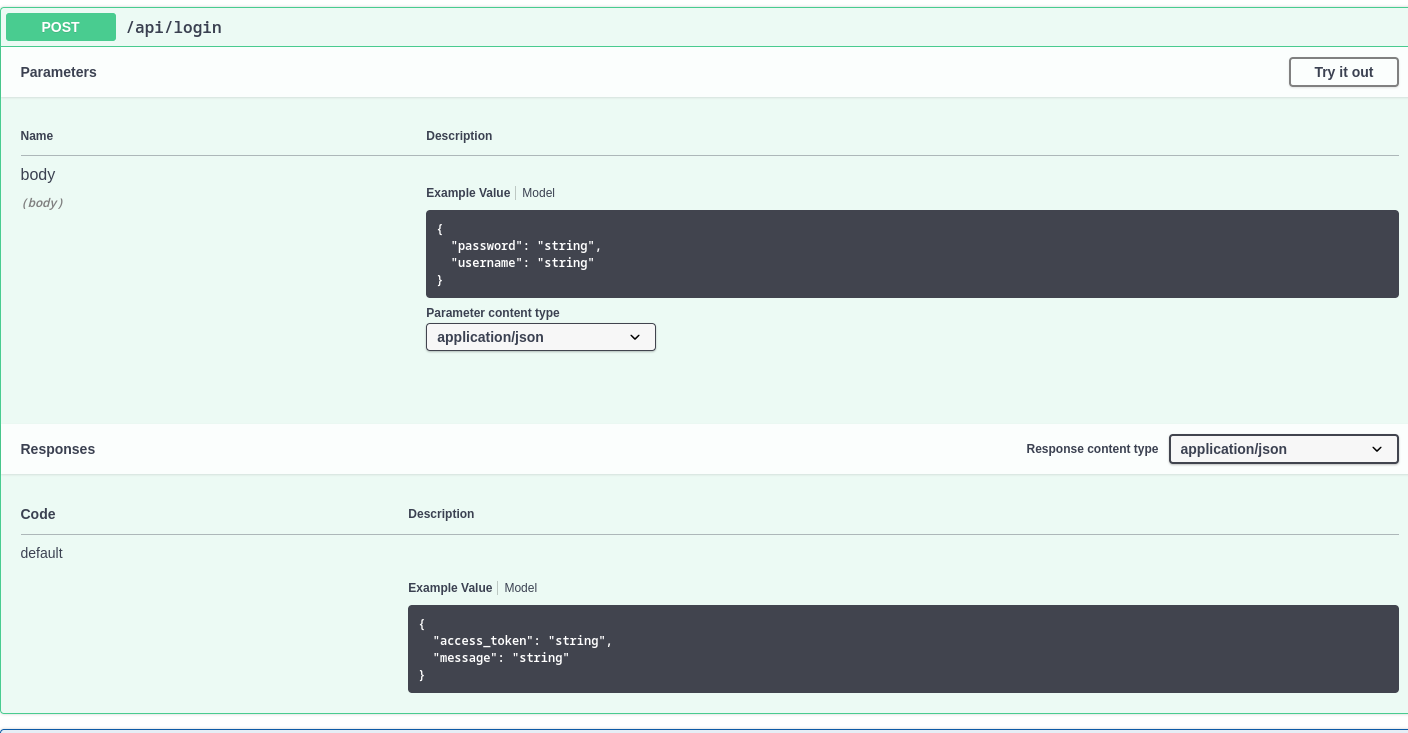 POST /api/login
Parameters Try it out
Name Description
body
(body)
Example Value Model
{
  "password": "string",
  "username": "string"
}
Parameter content type
application/json
Responses Response content type application/json
Code Description
default
Example Value Model
{
  "access_token": "string",
  "message": "string"
}